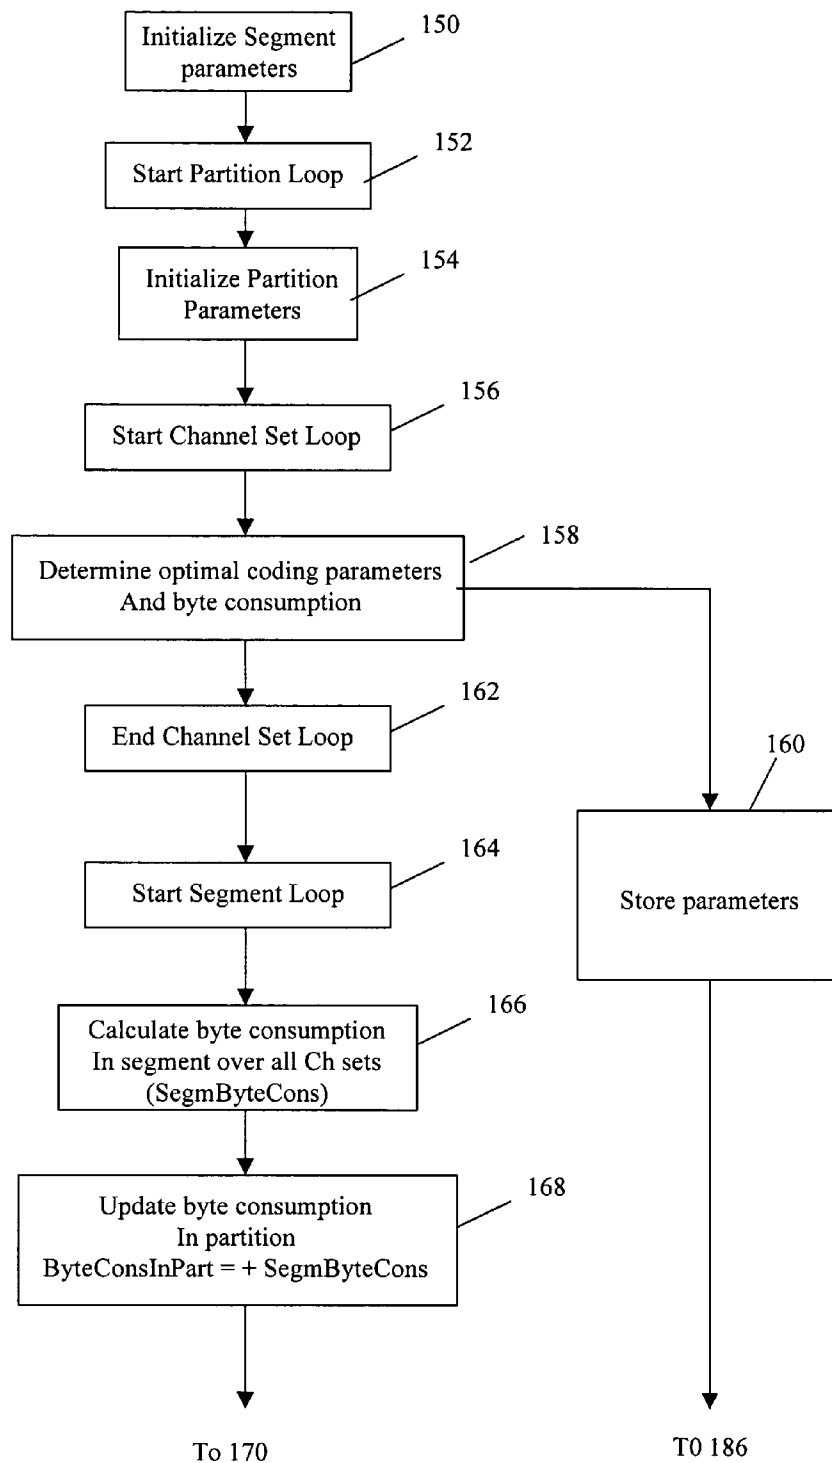 Initialize Segment
parameters
150
Start Partition Loop
152
Initialize Partition
Parameters
154
Start Channel Set Loop
156
Determine optimal coding parameters
And byte consumption
158
End Channel Set Loop
162
160
Store parameters
Start Segment Loop
164
Calculate byte consumption
In segment over all Ch sets
(SegmByteCons)
166
Update byte consumption
In partition
ByteConsInPart = + SegmByteCons
168
To 170
T0 186